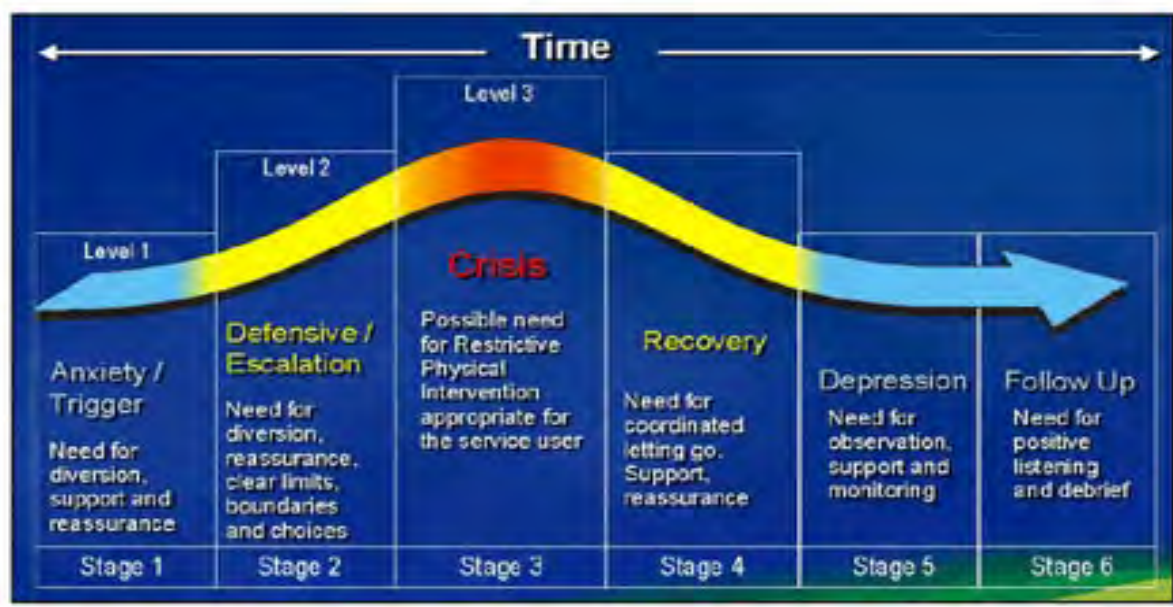 Time
Level 1
Anxiety /
Trigger
Need for
diversion,
support and
reassurance
Stage 1
Level 2
Defensive /
Escalation
Need for
diversion,
reassurance,
clear limits,
boundaries
and choices
Stage 2
Level 3
Crisis
Possible need
for Restrictive
Physical
Intervention
appropriate for
the service user
Stage 3
Recovery
Need for
coordinated
letting go.
Support,
reassurance
Stage 4
Depression
Need for
observation,
support and
monitoring
Stage 5
Follow Up
Need for
positive
listening
and debrief
Stage 6